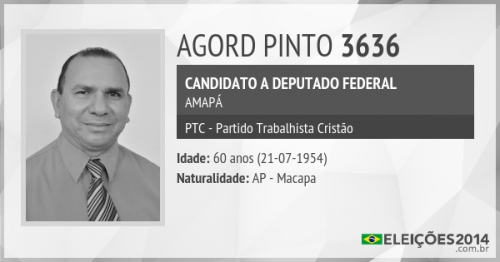 AGORD PINTO 3636
CANDIDATO A DEPUTADO FEDERAL
AMAPÁ
PTC - Partido Trabalhista Cristão
Idade: 60 anos (21-07-1954)
Naturalidade: AP - Macapa
ELEIÇÕES2014
.com.br